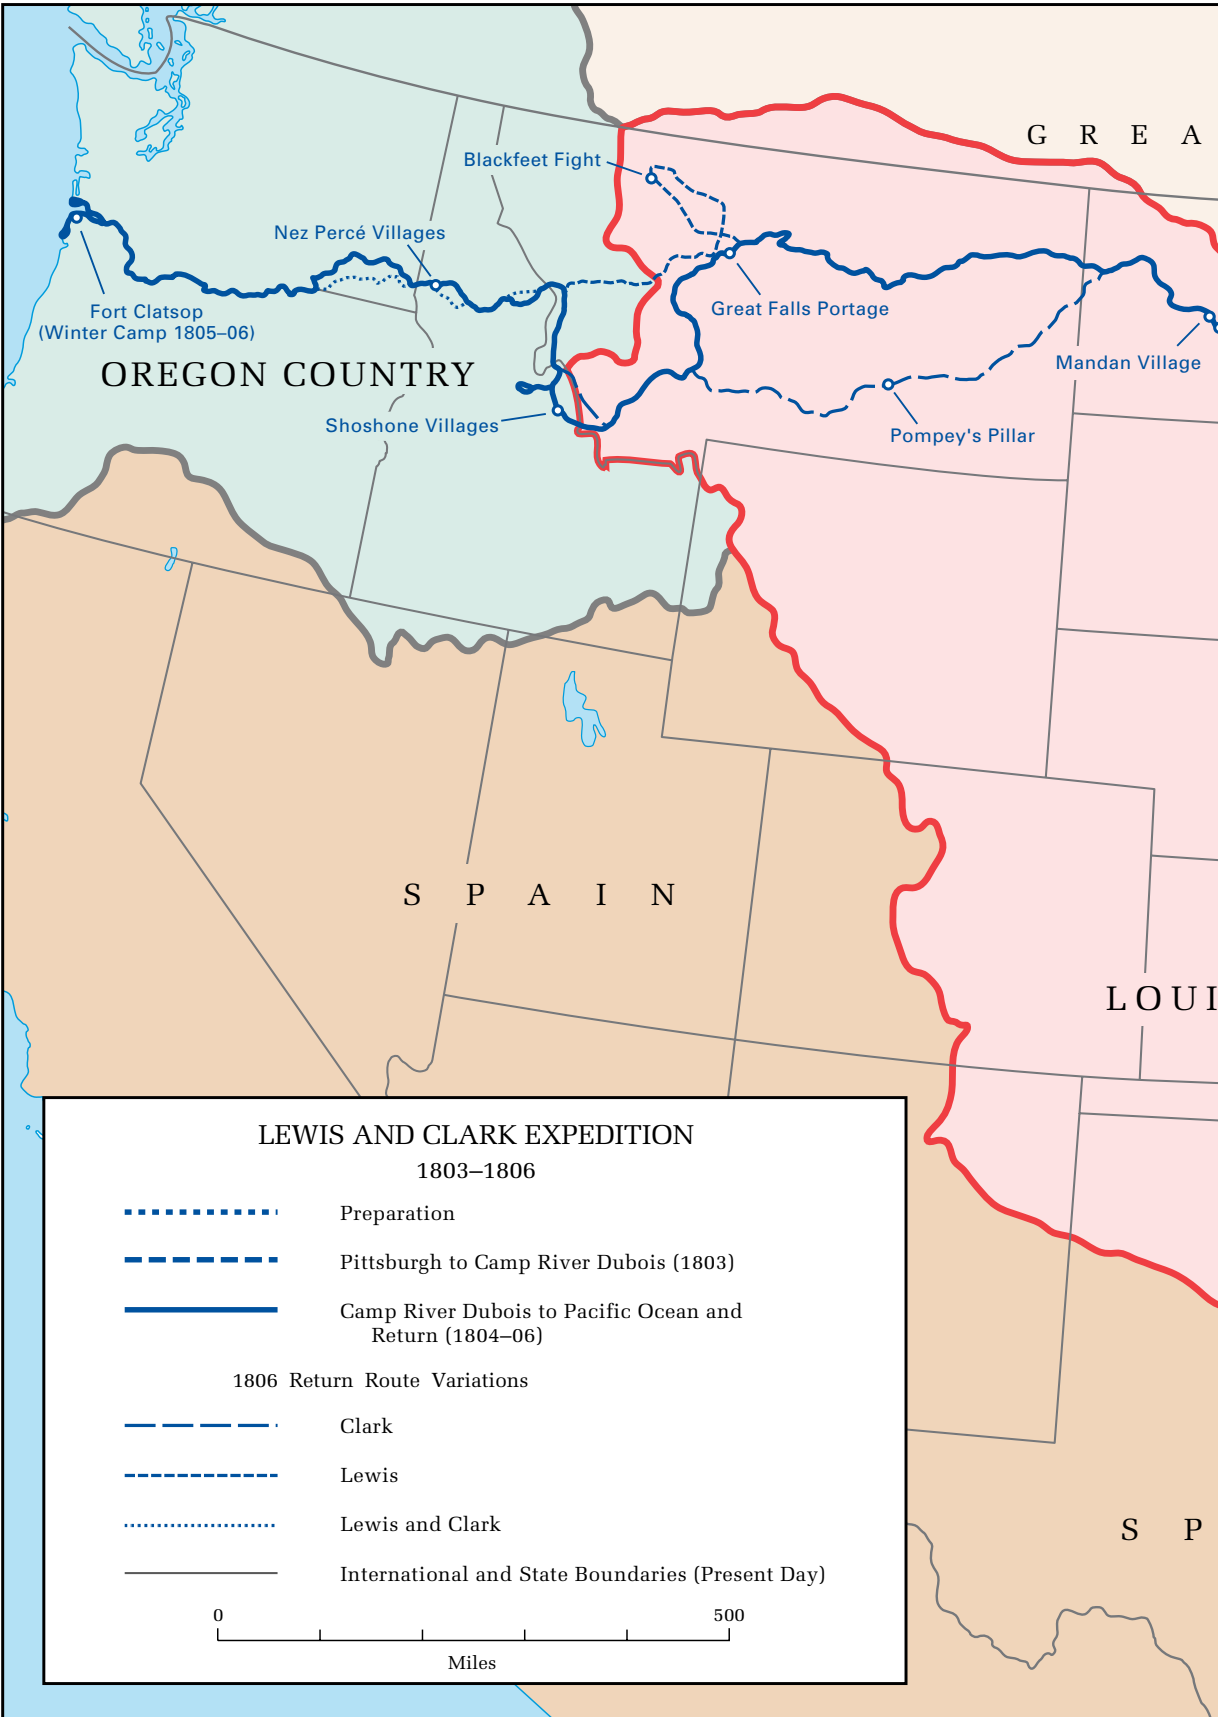 G R E A
Blackfeet Fight
Nez Percé Villages
Fort Clatsop
(Winter Camp 1805–06)
Great Falls Portage
Mandan Village
OREGON COUNTRY
Shoshone Villages
Pompey's Pillar
S P A I N
LOUI
LEWIS AND CLARK EXPEDITION
1803–1806
Preparation
Pittsburgh to Camp River Dubois (1803)
Camp River Dubois to Pacific Ocean and
Return (1804–06)
1806 Return Route Variations
Clark
Lewis
Lewis and Clark
International and State Boundaries (Present Day)
0 500
Miles
S P